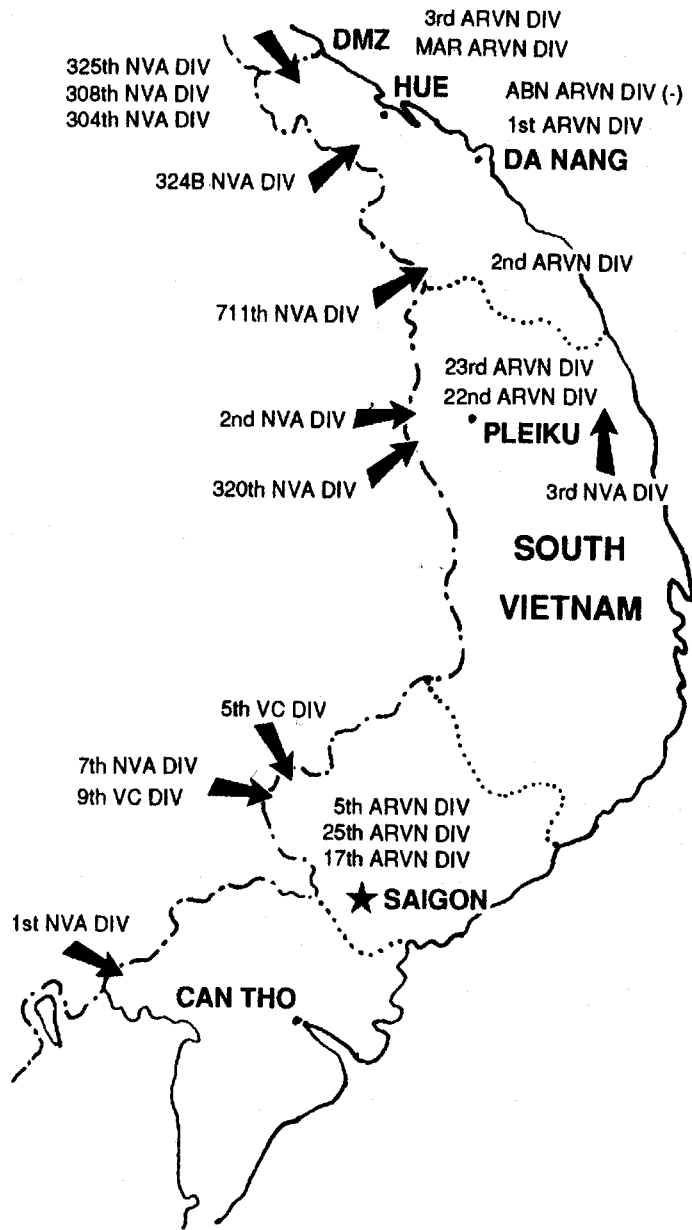 3rd ARVN DIV
DMZ
MAR ARVN DIV
325th NVA DIV
308th NVA DIV
304th NVA DIV
HUE
ABN ARVN DIV (-)
1st ARVN DIV
DA NANG
324B NVA DIV
2nd ARVN DIV
711th NVA DIV
23rd ARVN DIV
22nd ARVN DIV
2nd NVA DIV
PLEIKU
320th NVA DIV
3rd NVA DIV
SOUTH
VIETNAM
5th VC DIV
7th NVA DIV
9th VC DIV
5th ARVN DIV
25th ARVN DIV
17th ARVN DIV
SAIGON
1st NVA DIV
CAN THO